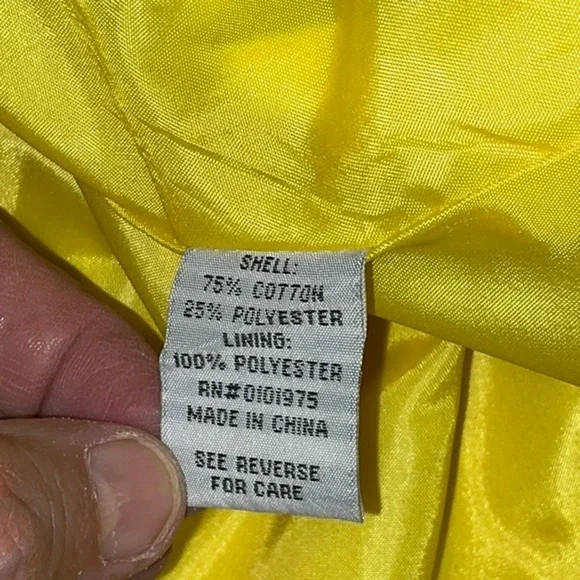 SHELL:
75% COTTON
25% POLYESTER
LINING:
100% POLYESTER
RN#0101975
MADE IN CHINA
SEE REVERSE
FOR CARE